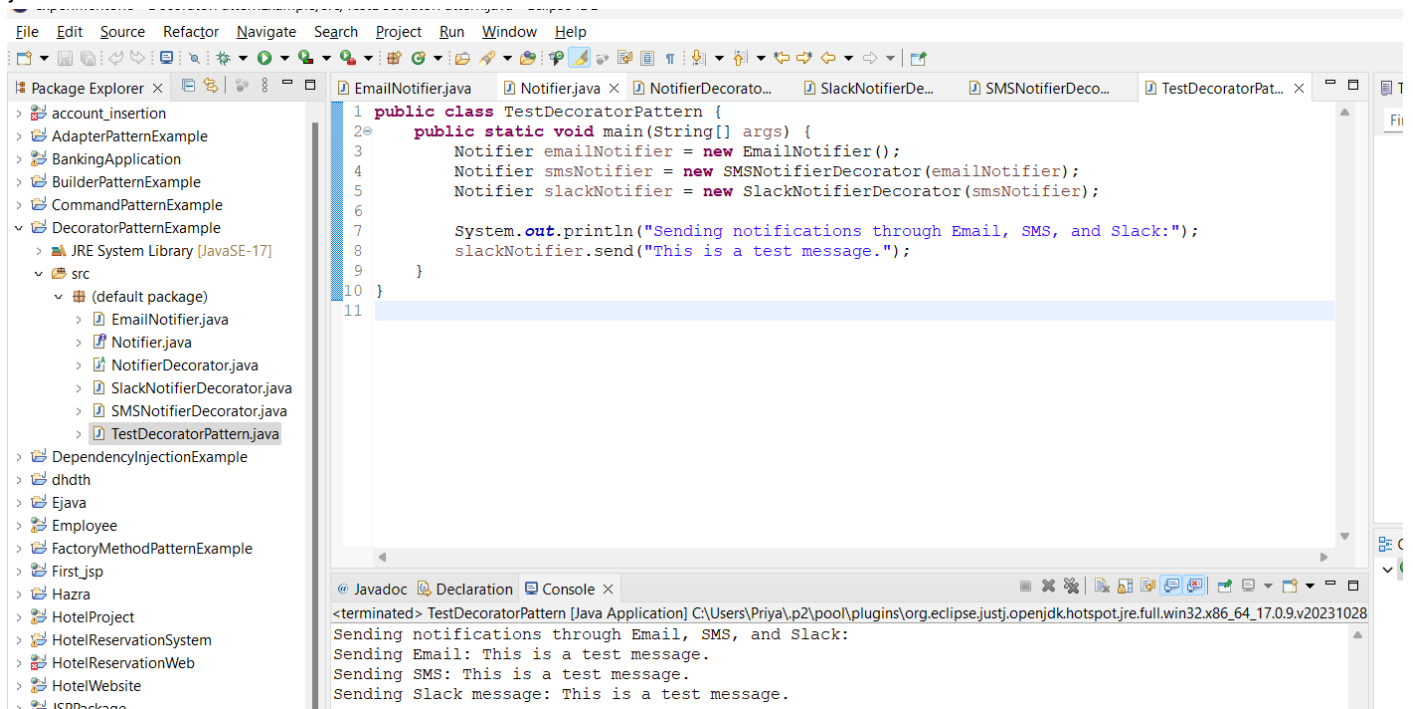 File Edit Source Refactor Navigate Search Project Run Window Help
Package Explorer
account_insertion
AdapterPatternExample
BankingApplication
BuilderPatternExample
CommandPatternExample
DecoratorPatternExample
JRE System Library [JavaSE-17]
src
(default package)
EmailNotifier.java
Notifier.java
NotifierDecorator.java
SlackNotifierDecorator.java
SMSNotifierDecorator.java
TestDecoratorPattern.java
DependencyInjectionExample
dhdth
Ejava
Employee
FactoryMethodPatternExample
First_jsp
Hazra
HotelProject
HotelReservationSystem
HotelReservationWeb
HotelWebsite
JSPPackage
EmailNotifier.java Notifier.java NotifierDecorato... SlackNotifierDe... SMSNotifierDeco... TestDecoratorPat...
1 public class TestDecoratorPattern {
2 public static void main(String[] args) {
3 Notifier emailNotifier = new EmailNotifier();
4 Notifier smsNotifier = new SMSNotifierDecorator(emailNotifier);
5 Notifier slackNotifier = new SlackNotifierDecorator(smsNotifier);
6
7 System.out.println("Sending notifications through Email, SMS, and Slack:");
8 slackNotifier.send("This is a test message.");
9 }
10 }
11
@ Javadoc Declaration Console
<terminated> TestDecoratorPattern [Java Application] C:\Users\Priya\.p2\pool\plugins\org.eclipse.justj.openjdk.hotspot.jre.full.win32.x86_64_17.0.9.v20231028
Sending notifications through Email, SMS, and Slack:
Sending Email: This is a test message.
Sending SMS: This is a test message.
Sending Slack message: This is a test message.